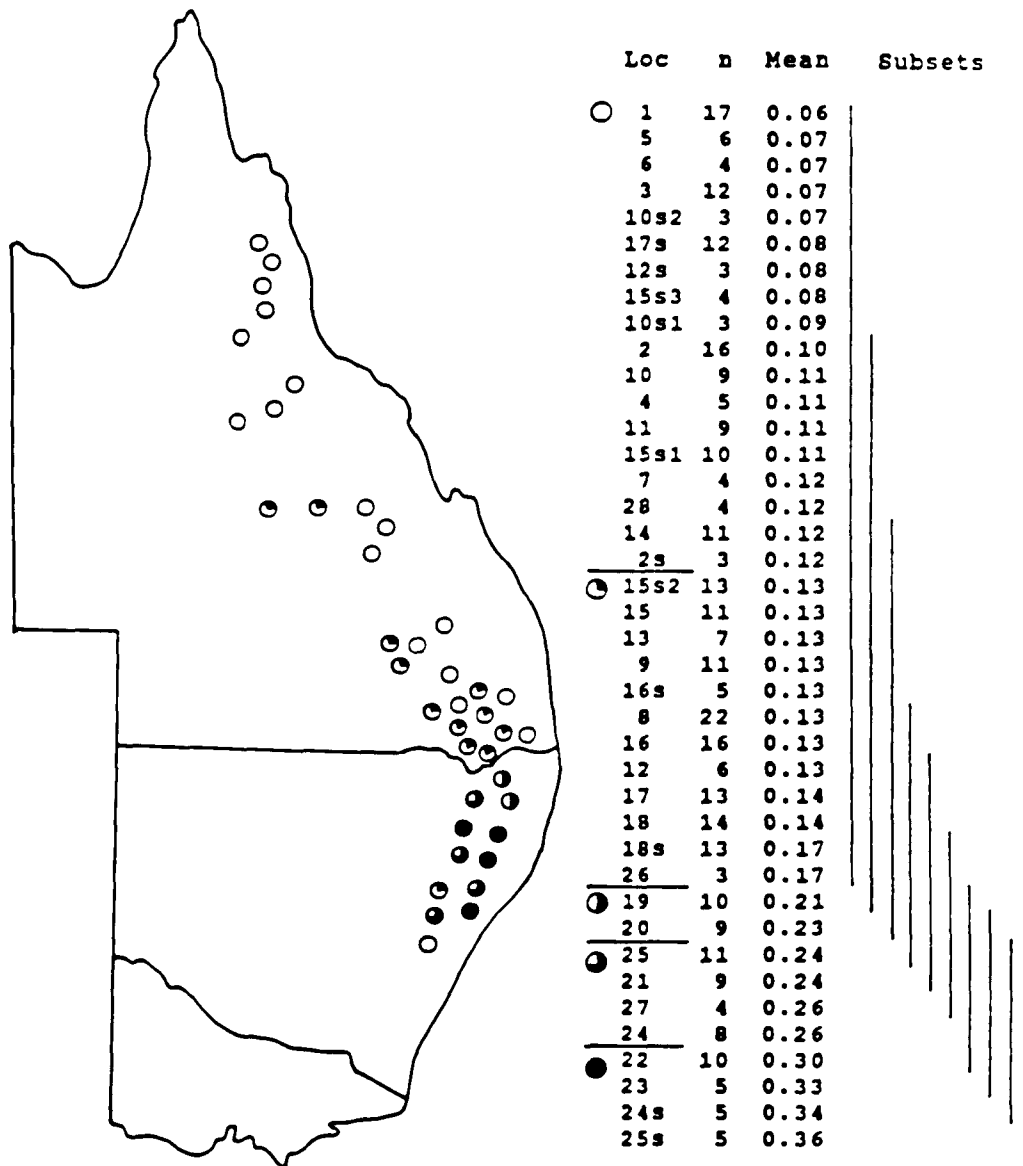 Loc n Mean Subsets
1 17 0.06
5 6 0.07
6 4 0.07
3 12 0.07
10s2 3 0.07
17s 12 0.08
12s 3 0.08
15s3 4 0.08
10s1 3 0.09
2 16 0.10
10 9 0.11
4 5 0.11
11 9 0.11
15s1 10 0.11
7 4 0.12
28 4 0.12
14 11 0.12
2s 3 0.12
15s2 13 0.13
15 11 0.13
13 7 0.13
9 11 0.13
16s 5 0.13
8 22 0.13
16 16 0.13
12 6 0.13
17 13 0.14
18 14 0.14
18s 13 0.17
26 3 0.17
19 10 0.21
20 9 0.23
25 11 0.24
21 9 0.24
27 4 0.26
24 8 0.26
22 10 0.30
23 5 0.33
24s 5 0.34
25s 5 0.36